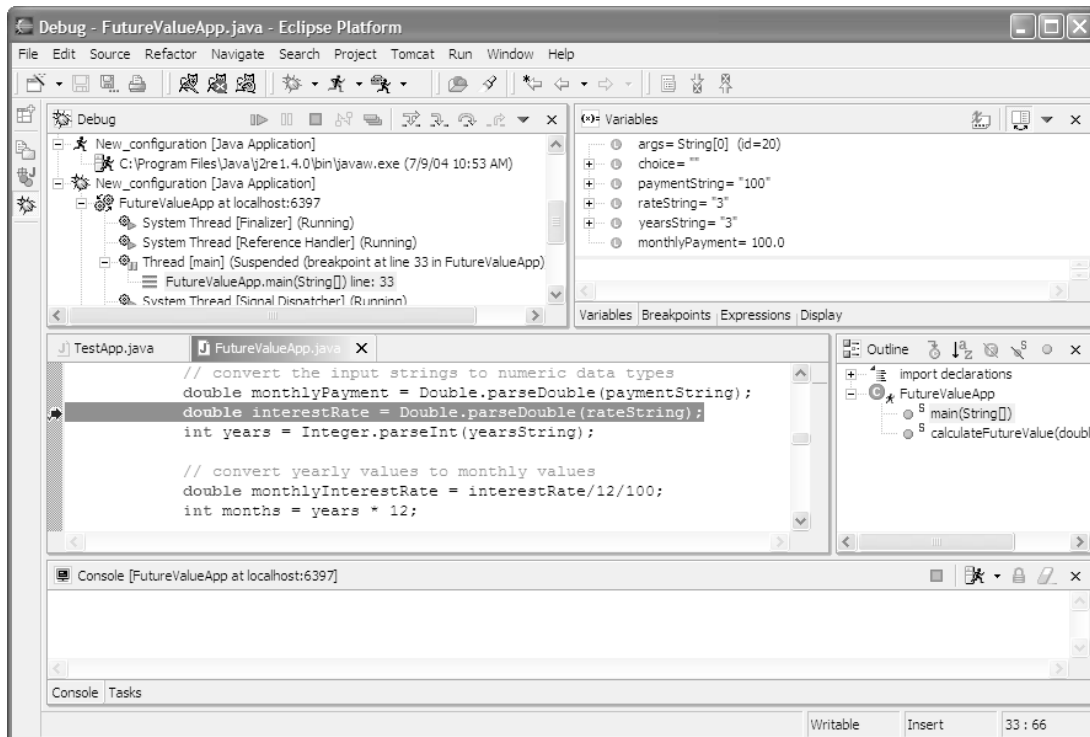 Debug - FutureValueApp.java - Eclipse Platform
File Edit Source Refactor Navigate Search Project Tomcat Run Window Help
Debug
New_configuration [Java Application]
C:\Program Files\Java\j2re1.4.0\bin\javaw.exe (7/9/04 10:53 AM)
New_configuration [Java Application]
FutureValueApp at localhost:6397
System Thread [Finalizer] (Running)
System Thread [Reference Handler] (Running)
Thread [main] (Suspended (breakpoint at line 33 in FutureValueApp)
FutureValueApp.main(String[]) line: 33
System Thread [Signal Dispatcher] (Running)
(x)= Variables
args= String[0] (id=20)
choice= ""
paymentString= "100"
rateString= "3"
yearsString= "3"
monthlyPayment= 100.0
Variables Breakpoints Expressions Display
TestApp.java FutureValueApp.java
// convert the input strings to numeric data types
double monthlyPayment = Double.parseDouble(paymentString);
double interestRate = Double.parseDouble(rateString);
int years = Integer.parseInt(yearsString);
// convert yearly values to monthly values
double monthlyInterestRate = interestRate/12/100;
int months = years * 12;
Outline
import declarations
FutureValueApp
main(String[])
calculateFutureValue(doubl
Console [FutureValueApp at localhost:6397]
Console Tasks
Writable Insert 33 : 66